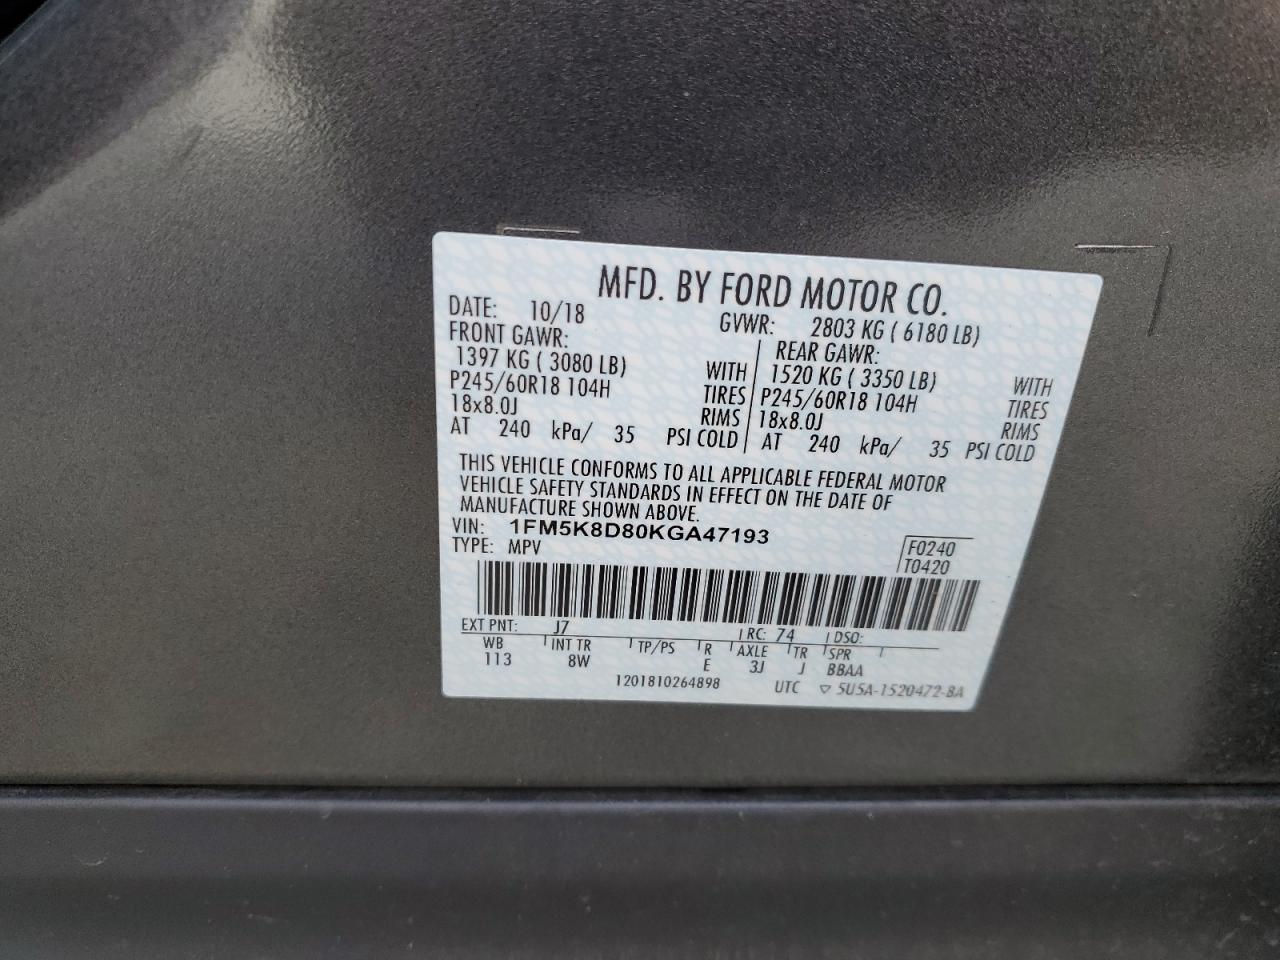 MFD. BY FORD MOTOR CO.
DATE: 10/18 GVWR: 2803 KG ( 6180 LB)
FRONT GAWR: REAR GAWR:
1397 KG ( 3080 LB) WITH 1520 KG ( 3350 LB) WITH
P245/60R18 104H TIRES P245/60R18 104H TIRES
18x8.0J RIMS 18x8.0J RIMS
AT 240 kPa/ 35 PSI COLD AT 240 kPa/ 35 PSI COLD
THIS VEHICLE CONFORMS TO ALL APPLICABLE FEDERAL MOTOR
VEHICLE SAFETY STANDARDS IN EFFECT ON THE DATE OF
MANUFACTURE SHOWN ABOVE.
VIN: 1FM5K8D80KGA47193
TYPE: MPV
F0240
T0420
EXT PNT: J7 RC: 74 DSO:
WB INT TR TP/PS R AXLE TR SPR
113 8W E 3J J BBAA
1201810264898 UTC ▽ 5U5A-1520472-BA